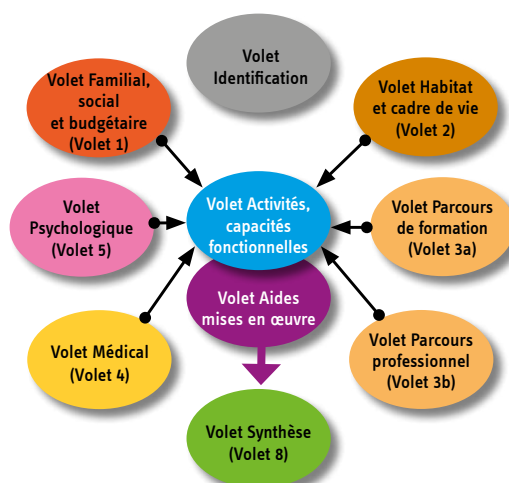 Volet
Identification
Volet Familial,
social
et budgétaire
(Volet 1)
Volet Habitat
et cadre de vie
(Volet 2)
Volet Activités,
capacités
fonctionnelles
Volet
Psychologique
(Volet 5)
Volet Parcours
de formation
(Volet 3a)
Volet Aides
mises en œuvre
Volet Médical
(Volet 4)
Volet Parcours
professionnel
(Volet 3b)
Volet Synthèse
(Volet 8)